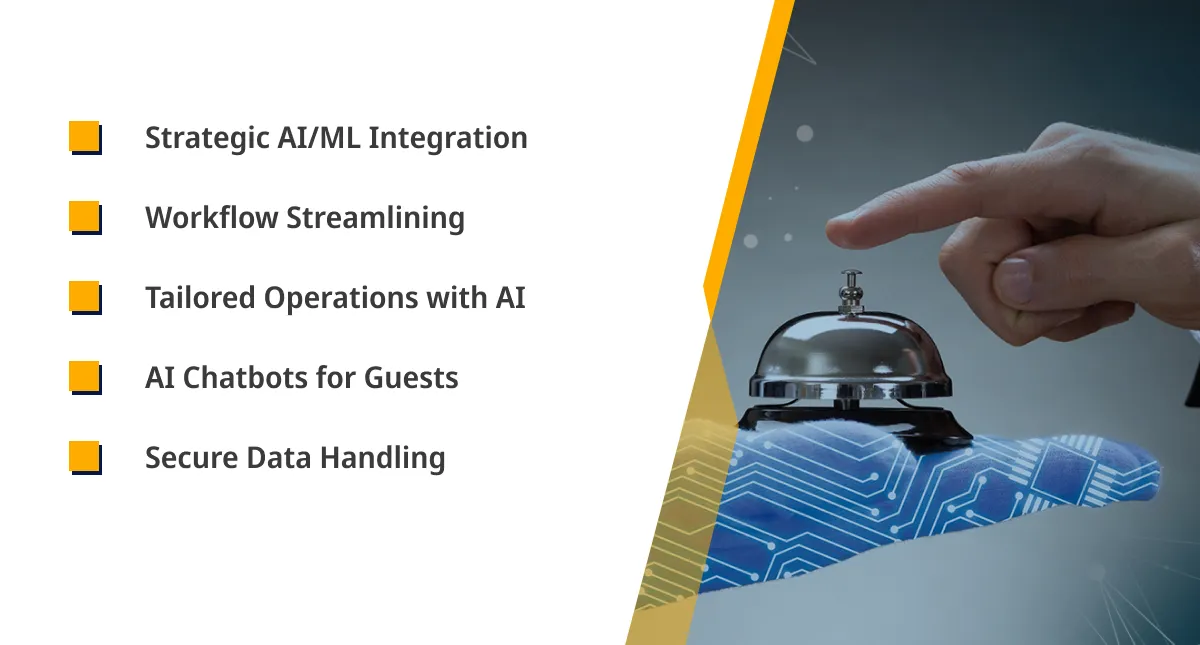 Strategic AI/ML Integration
Workflow Streamlining
Tailored Operations with AI
AI Chatbots for Guests
Secure Data Handling